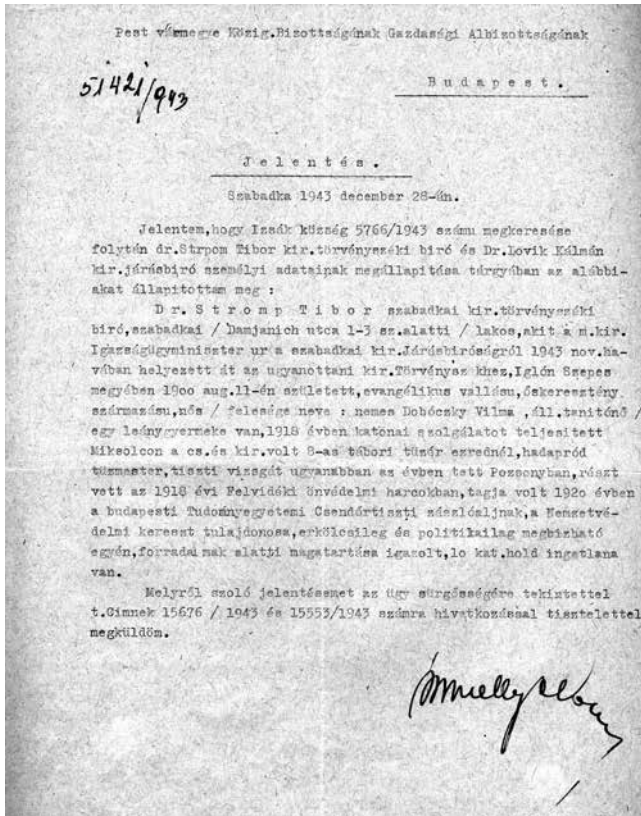 Pest vármegye Közig.Bizottságának Gazdasági Albizottságának
51421/943
B u d a p e s t .
J e l e n t é s .
Szabadka 1943 december 28-án.
Jelentem,hogy Izsák község 5766/1943 számu megkeresése
folytán dr.Strpom Tibor kir.törvényszéki biró és Dr.Lovik Kálmán
kir.járásbiró személyi adatainak megállapitása tárgyában az alábbi-
akat állapitottam meg :
D r . S t r o m p T i b o r szabadkai kir.törvényszéki
biró,szabadkai / Damjanich utca 1-3 sz.alatti / lakos,akit a m.kir.
Igazságügyminiszter ur a szabadkai kir.Járásbiróságról 1943 nov.ha-
vában helyezett át az ugyanottani kir.Törvénysz khez,Iglón Szepes
megyében 19oo aug.11-én született,evangélikus vallásu,őskeresztény
származásu,nős / felesége neve : nemes Dobóczky Vilma ,áll.tanitónő /
egy leánygyermeke van,1918 évben katonai szolgálatot teljesitett
Miksolcon a cs.és kir.volt 8-as tábori tüzér ezrednél,hadapród
tüzmester,tiszti vizsgát ugyanabban az évben tett Pozsonyban,részt
vett az 1918 évi Felvidéki önvédelmi harcokban,tagja volt 192o évben
a budapesti Tudományegyetemi Csendőrtiszti zászlóaljnak,a Nemzetvé-
delmi kereszt tulajdonosa,erkölcsileg és politikailag megbizható
egyén,forradalmak alatti magatartása igazolt,lo kat.hold ingatlana
van.
Melyről szoló jelentésemet az ügy sürgősségére tekintettel
t.Cimnek 15676 / 1943 és 15553/1943 számra hivatkozással tisztelettel
megküldöm.